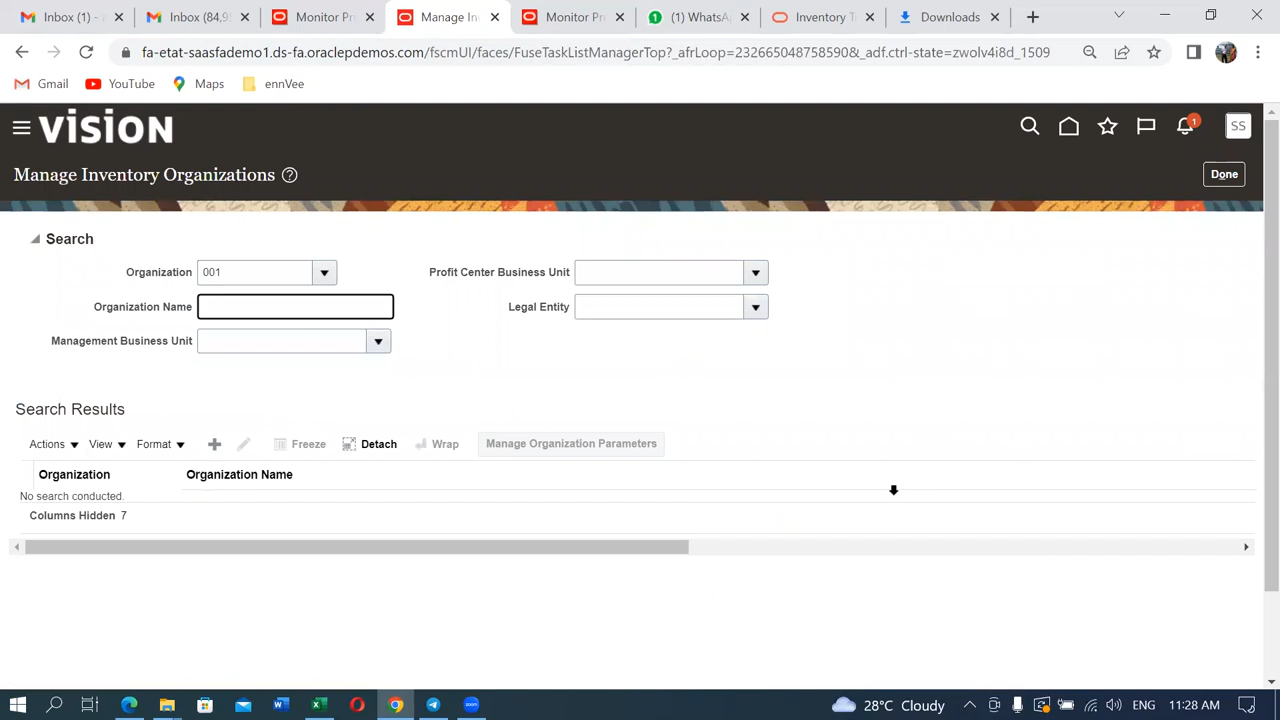 Inbox (1) -
Inbox (84,9
Monitor Pr
Manage In
Monitor Pr
(1) WhatsA
Inventory T
Downloads
fa-etat-saasfademo1.ds-fa.oraclepdemos.com/fscmUI/faces/FuseTaskListManagerTop?_afrLoop=2326650487587590&_adf.ctrl-state=zwolv4i8d_1509
Gmail
YouTube
Maps
ennVee
VISION
1
SS
Manage Inventory Organizations
Done
Search
Organization 001
Profit Center Business Unit
Organization Name
Legal Entity
Management Business Unit
Search Results
Actions View Format Freeze Detach Wrap Manage Organization Parameters
Organization Organization Name
No search conducted.
Columns Hidden 7
28°C Cloudy
ENG
11:28 AM